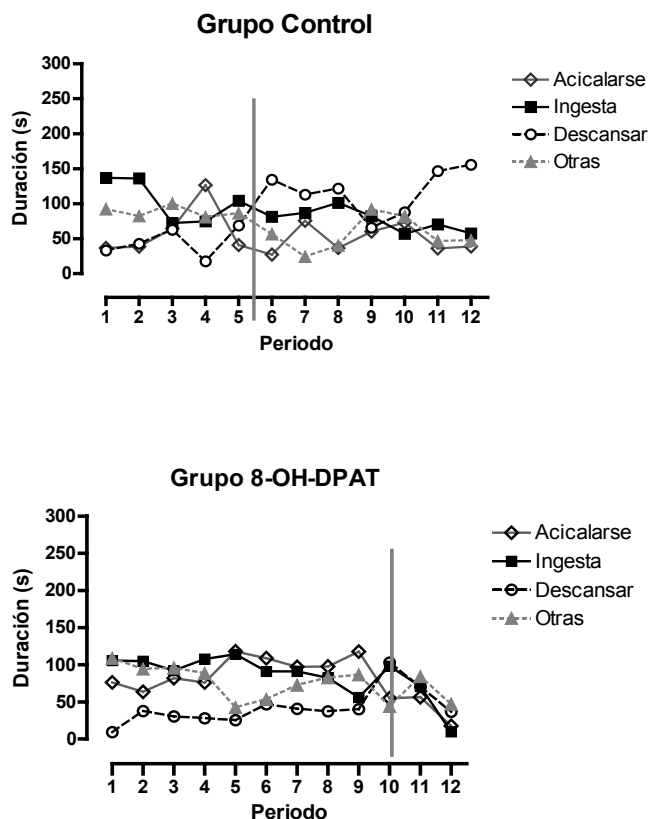 Grupo Control
300
250
200
150
100
50
0
Duración (s)
1 2 3 4 5 6 7 8 9 10 11 12
Periodo
Acicalarse
Ingesta
Descansar
Otras
Grupo 8-OH-DPAT
300
250
200
150
100
50
0
Duración (s)
1 2 3 4 5 6 7 8 9 10 11 12
Periodo
Acicalarse
Ingesta
Descansar
Otras